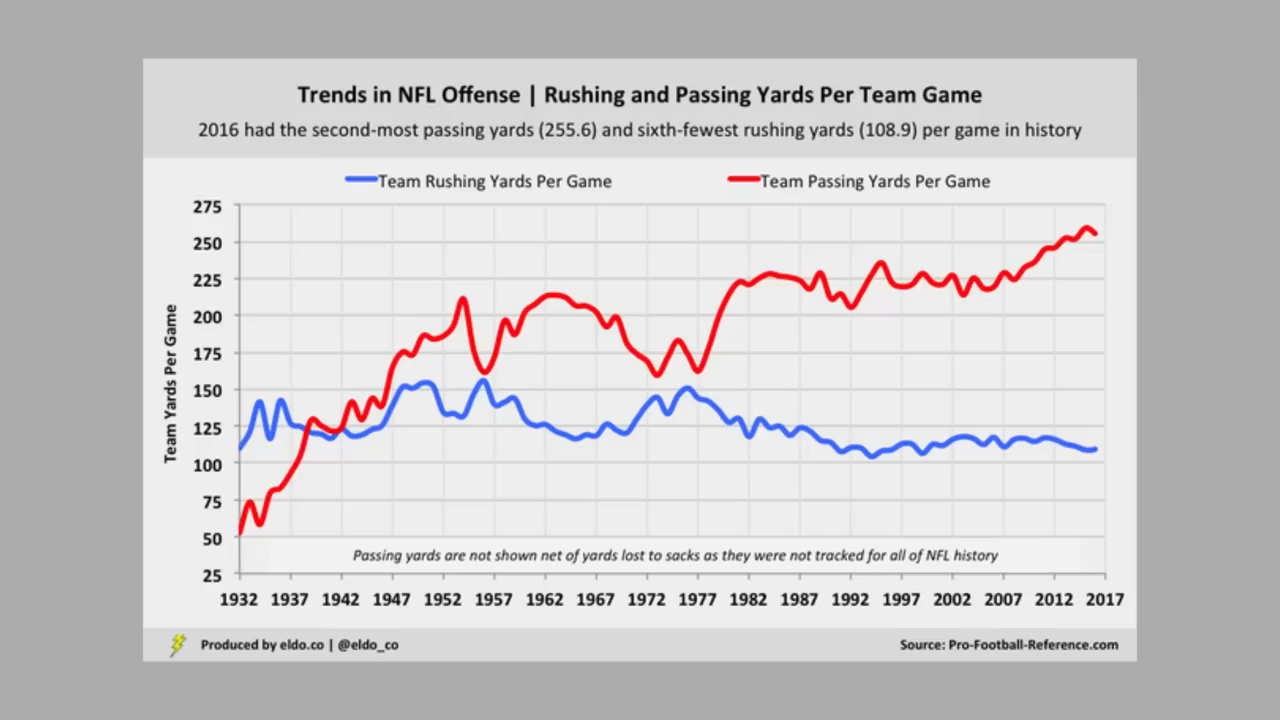 Trends in NFL Offense | Rushing and Passing Yards Per Team Game
2016 had the second-most passing yards (255.6) and sixth-fewest rushing yards (108.9) per game in history
Team Rushing Yards Per Game
Team Passing Yards Per Game
275
250
225
200
175
150
125
100
75
50
25
Team Yards Per Game
Passing yards are not shown net of yards lost to sacks as they were not tracked for all of NFL history
1932 1937 1942 1947 1952 1957 1962 1967 1972 1977 1982 1987 1992 1997 2002 2007 2012 2017
Produced by eldo.co | @eldo_co
Source: Pro-Football-Reference.com